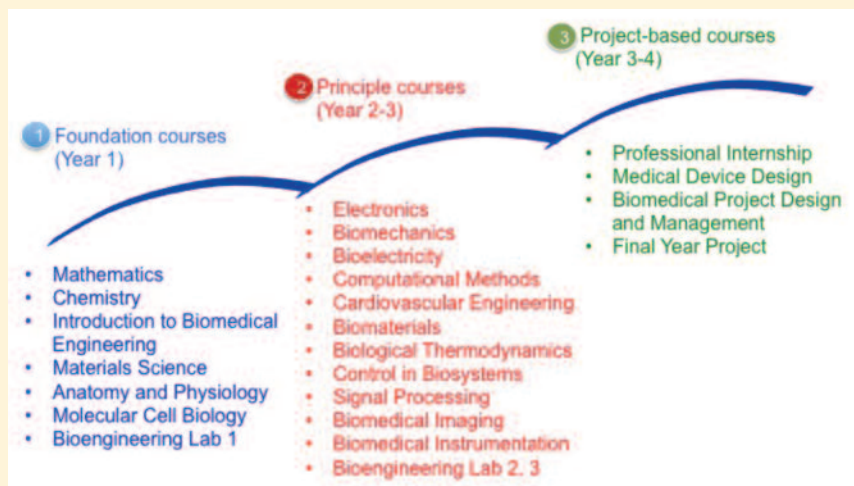 1 Foundation courses
(Year 1)
• Mathematics
• Chemistry
• Introduction to Biomedical
Engineering
• Materials Science
• Anatomy and Physiology
• Molecular Cell Biology
• Bioengineering Lab 1
2 Principle courses
(Year 2-3)
• Electronics
• Biomechanics
• Bioelectricity
• Computational Methods
• Cardiovascular Engineering
• Biomaterials
• Biological Thermodynamics
• Control in Biosystems
• Signal Processing
• Biomedical Imaging
• Biomedical Instrumentation
• Bioengineering Lab 2, 3
3 Project-based courses
(Year 3-4)
• Professional Internship
• Medical Device Design
• Biomedical Project Design
and Management
• Final Year Project